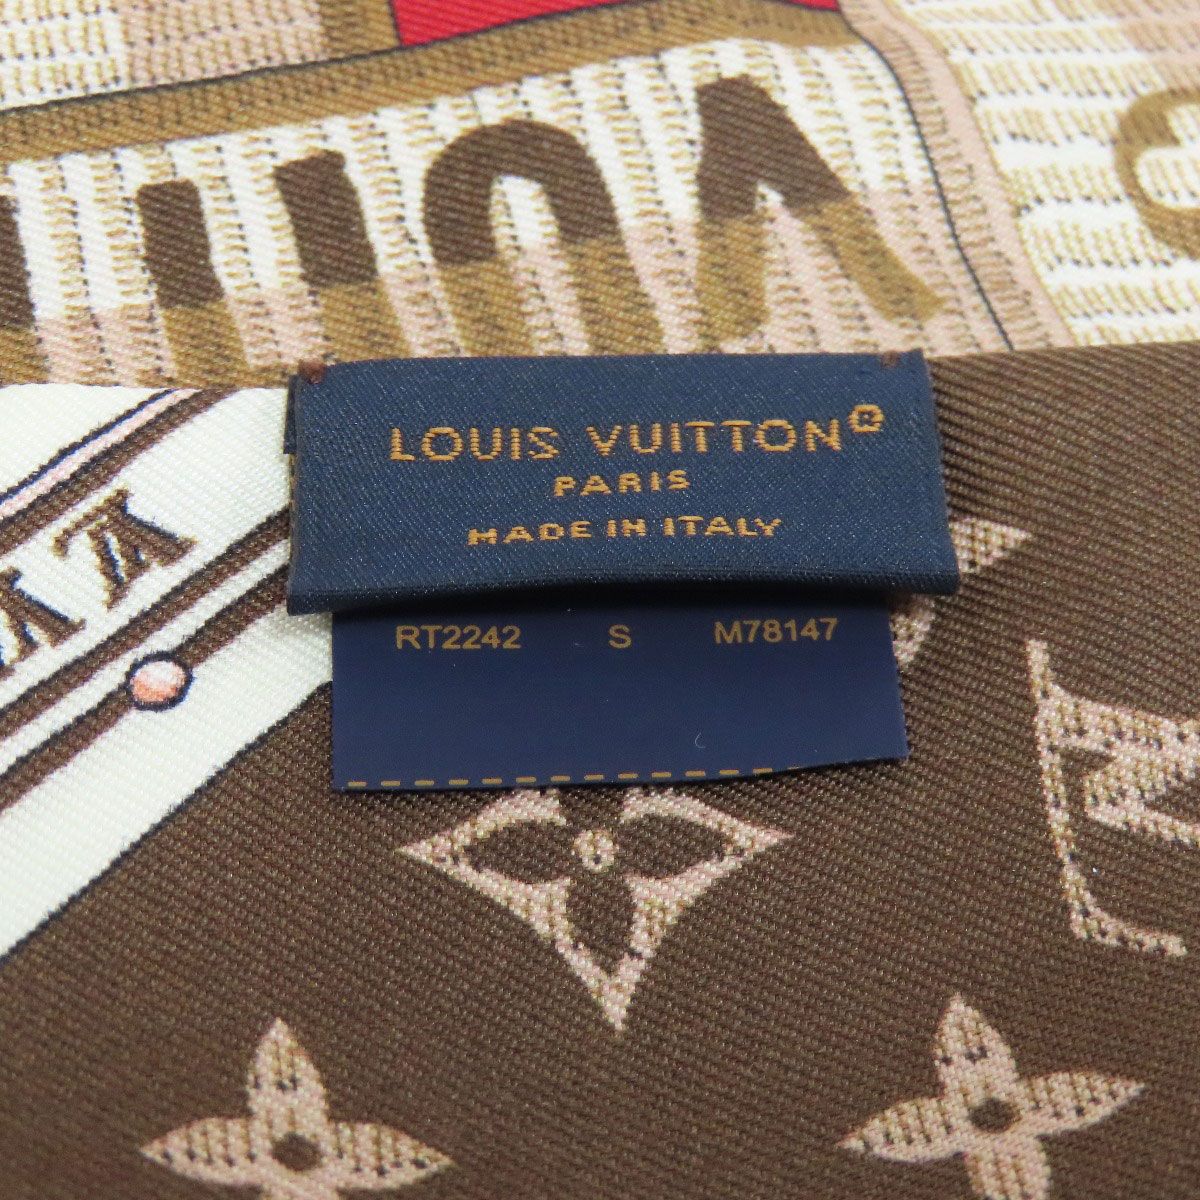 LOUIS VUITTON®
PARIS
MADE IN ITALY
RT2242 S M78147